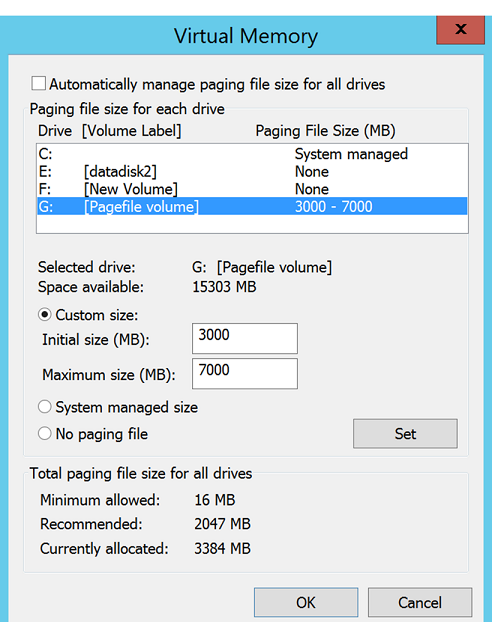 Virtual Memory
x
Automatically manage paging file size for all drives
Paging file size for each drive
Drive [Volume Label] Paging File Size (MB)
C: System managed
E: [datadisk2] None
F: [New Volume] None
G: [Pagefile volume] 3000 - 7000
Selected drive: G: [Pagefile volume]
Space available: 15303 MB
Custom size:
Initial size (MB): 3000
Maximum size (MB): 7000
System managed size
No paging file Set
Total paging file size for all drives
Minimum allowed: 16 MB
Recommended: 2047 MB
Currently allocated: 3384 MB
OK Cancel